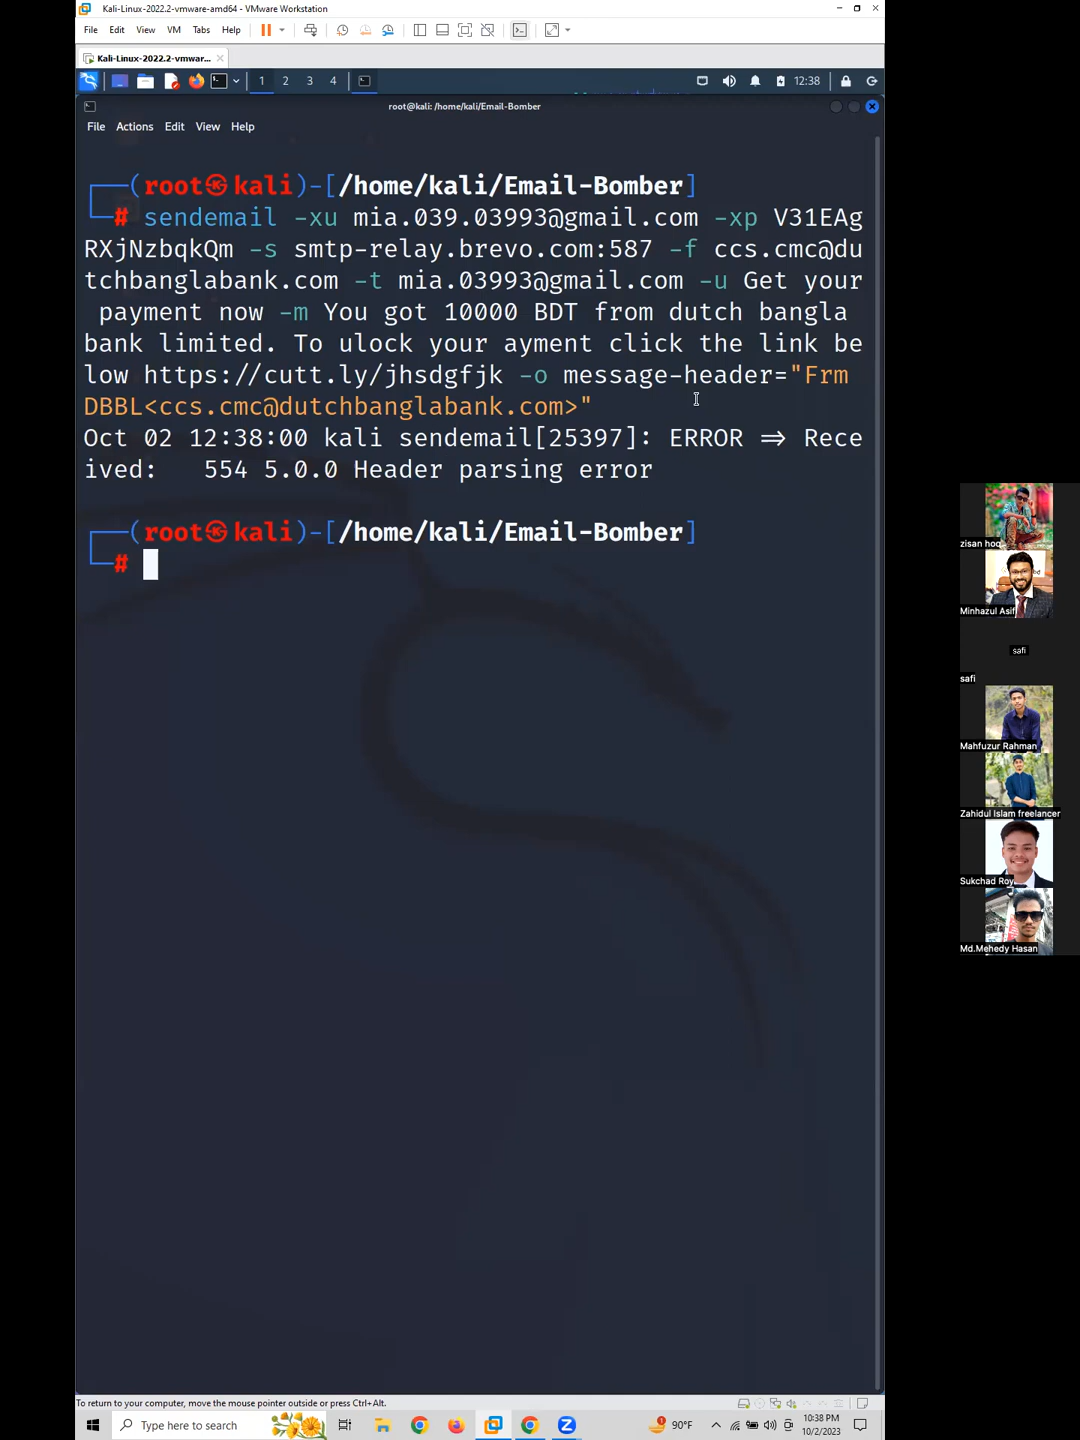 Kali-Linux-2022.2-vmware-amd64 - VMware Workstation
File Edit View VM Tabs Help
Kali-Linux-2022.2-vmwar...
1 2 3 4 12:38
root@kali: /home/kali/Email-Bomber
File Actions Edit View Help
(root㉿kali)-[/home/kali/Email-Bomber]
# sendemail -xu mia.039.03993@gmail.com -xp V31EAg
RXjNzbqkQm -s smtp-relay.brevo.com:587 -f ccs.cmc@du
tchbanglabank.com -t mia.03993@gmail.com -u Get your
payment now -m You got 10000 BDT from dutch bangla
bank limited. To ulock your ayment click the link be
low https://cutt.ly/jhsdgfjk -o message-header="Frm
DBBL<ccs.cmc@dutchbanglabank.com>"
Oct 02 12:38:00 kali sendemail[25397]: ERROR => Rece
ived: 554 5.0.0 Header parsing error
(root㉿kali)-[/home/kali/Email-Bomber]
#
zisan hoq
Minhazul Asif
safi
safi
Mahfuzur Rahman
Zahidul Islam freelancer
Sukchad Roy
Md.Mehedy Hasan
To return to your computer, move the mouse pointer outside or press Ctrl+Alt.
Type here to search
90°F
10:38 PM
10/2/2023